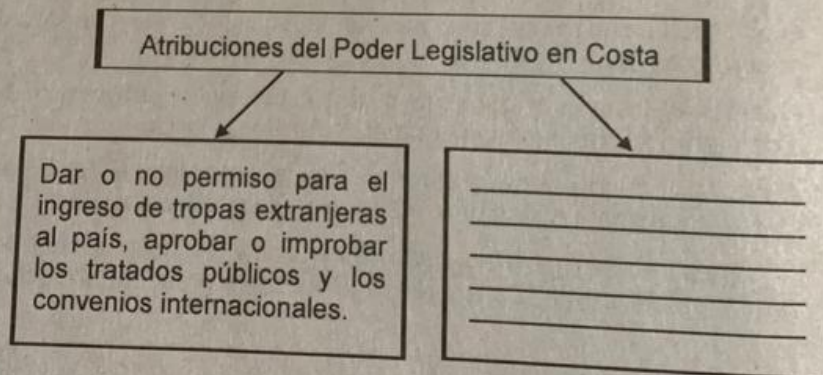 Atribuciones del Poder Legislativo en Costa
Dar o no permiso para el
ingreso de tropas extranjeras
al país, aprobar o improbar
los tratados públicos y los
convenios internacionales.